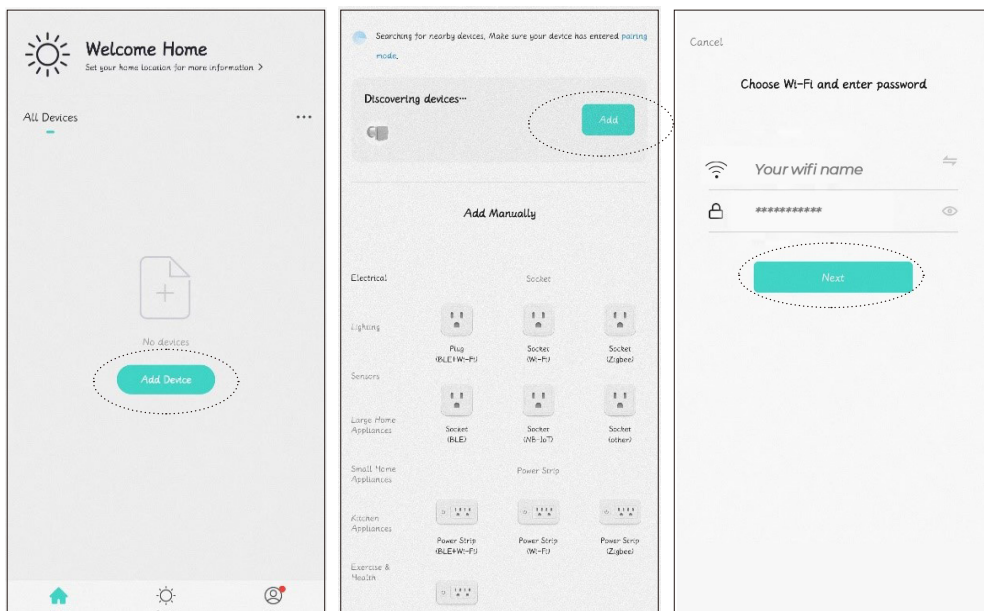 Welcome Home
Set your home location for more information >
All Devices
...
No devices
Add Device
Searching for nearby devices. Make sure your device has entered pairing
mode.
Discovering devices...
Add
Add Manually
Electrical
Socket
Lighting
Plug
(BLE+Wi-Fi)
Socket
(Wi-Fi)
Socket
(Zigbee)
Sensors
Large Home
Appliances
Socket
(BLE)
Socket
(NB-IoT)
Socket
(other)
Small Home
Appliances
Power Strip
Kitchen
Appliances
Power Strip
(BLE+Wi-Fi)
Power Strip
(Wi-Fi)
Power Strip
(Zigbee)
Exercise &
Health
Cancel
Choose Wi-Fi and enter password
Your wifi name
***********
Next